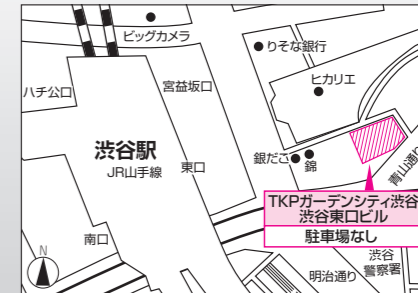 ビッグカメラ
りそな銀行
ハチ公口
宮益坂口
ヒカリエ
渋谷駅
JR山手線
東口
銀だこ
錦
青山通り
TKPガーデンシティ渋谷
渋谷東口ビル
駐車場なし
南口
N
明治通り
渋谷
警察署